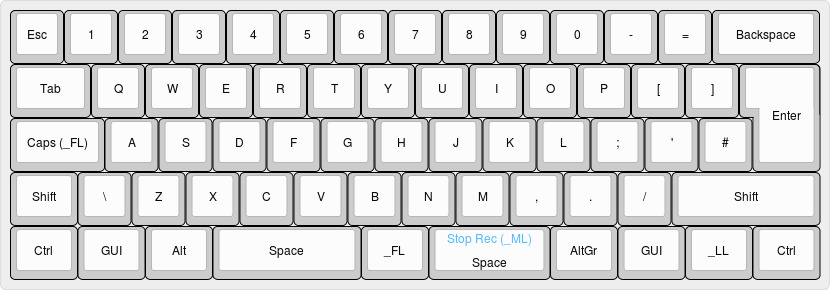 Esc 1 2 3 4 5 6 7 8 9 0 - = Backspace
Tab Q W E R T Y U I O P [ ]
Enter
Caps (_FL) A S D F G H J K L ; ' #
Shift \ Z X C V B N M , . / Shift
Stop Rec (_ML)
Ctrl GUI Alt Space _FL Space AltGr GUI _LL Ctrl